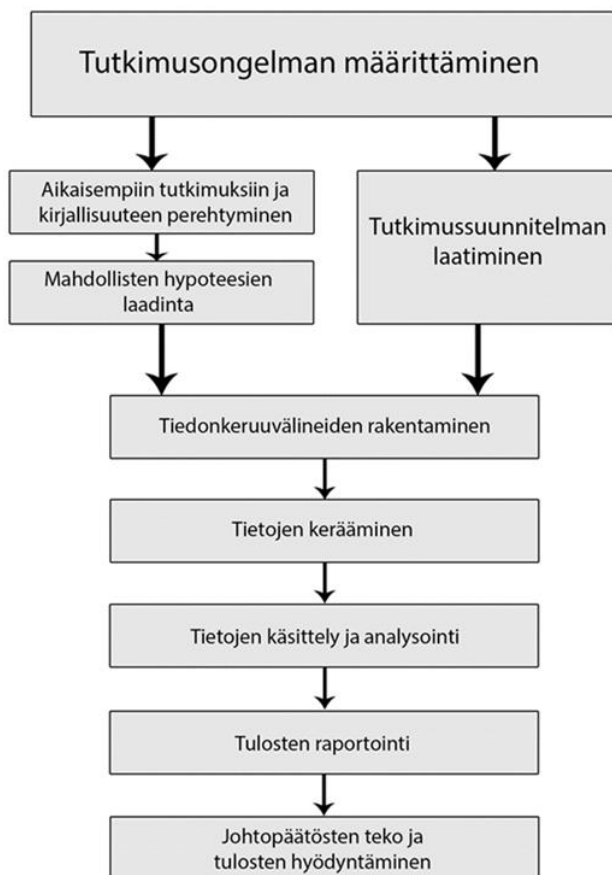 Tutkimusongelman määrittäminen
Aikaisempiin tutkimuksiin ja
kirjallisuuteen perehtyminen
Mahdollisten hypoteesien
laadinta
Tutkimussuunnitelman
laatiminen
Tiedonkeruuvälineiden rakentaminen
Tietojen kerääminen
Tietojen käsittely ja analysointi
Tulosten raportointi
Johtopäätösten teko ja
tulosten hyödyntäminen